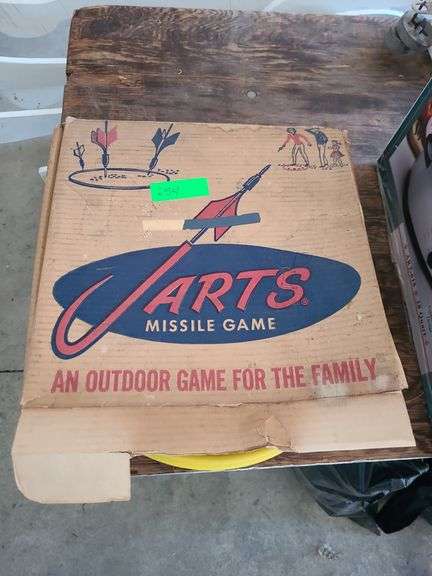 JARTS®
MISSILE GAME
AN OUTDOOR GAME FOR THE FAMILY